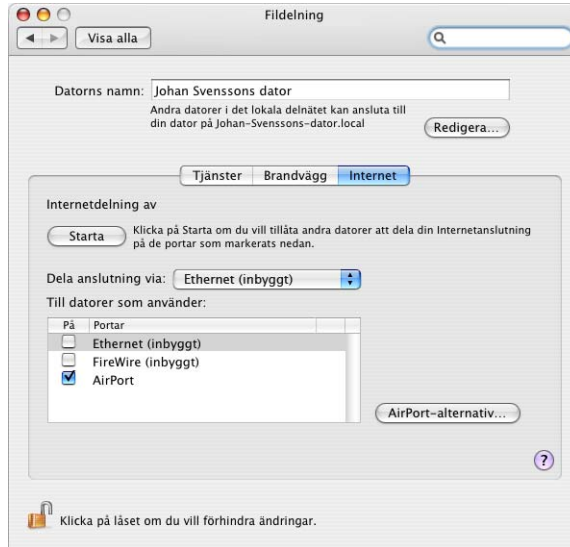 Fildelning
Visa alla
Datorns namn: Johan Svenssons dator
Andra datorer i det lokala delnätet kan ansluta till
din dator på Johan-Svenssons-dator.local
Redigera...
Tjänster Brandvägg Internet
Internetdelning av
Starta
Klicka på Starta om du vill tillåta andra datorer att dela din Internetanslutning
på de portar som markerats nedan.
Dela anslutning via: Ethernet (inbyggt)
Till datorer som använder:
På Portar
Ethernet (inbyggt)
FireWire (inbyggt)
AirPort
AirPort-alternativ...
?
Klicka på låset om du vill förhindra ändringar.